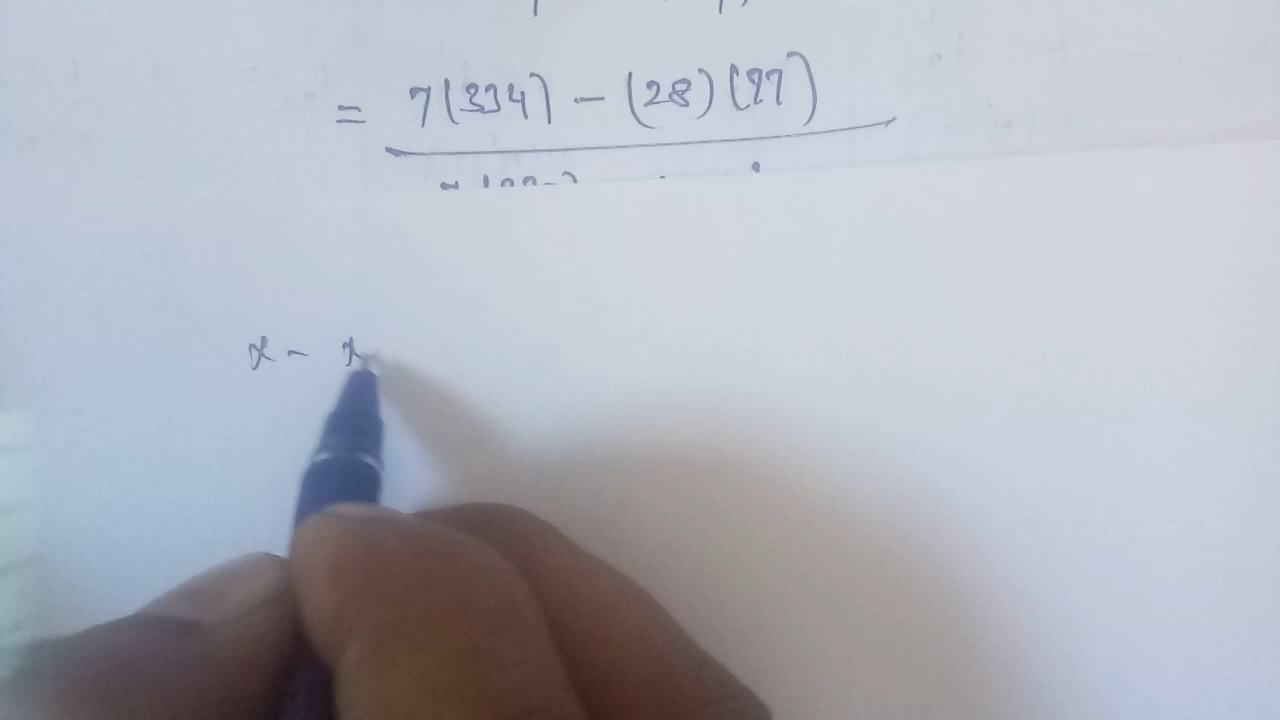 = 7(334) - (28)(77)
x - x